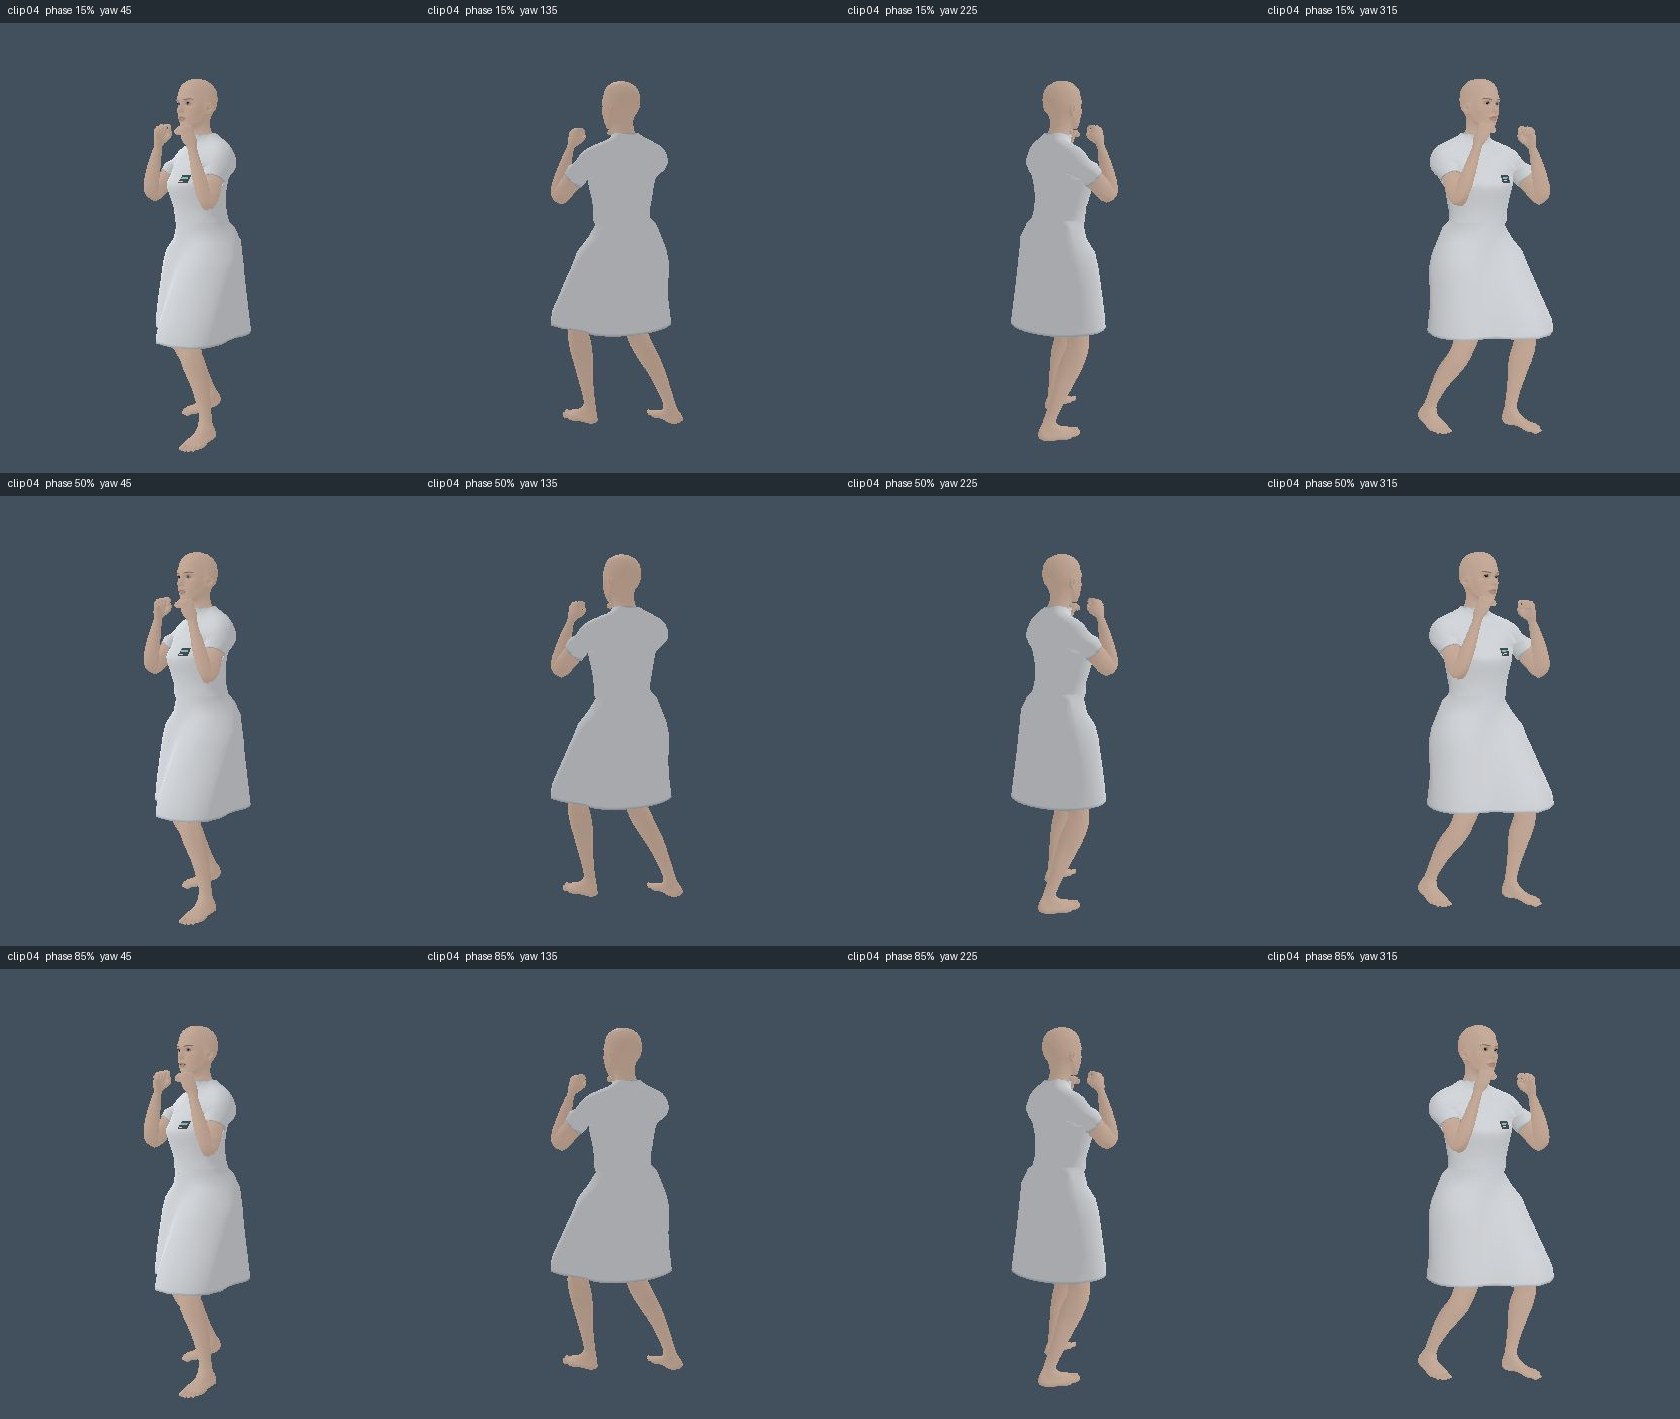 clip04 phase 15% yaw 45
clip04 phase 15% yaw 135
clip04 phase 15% yaw 225
clip04 phase 15% yaw 315
clip04 phase 50% yaw 45
clip04 phase 50% yaw 135
clip04 phase 50% yaw 225
clip04 phase 50% yaw 315
clip04 phase 85% yaw 45
clip04 phase 85% yaw 135
clip04 phase 85% yaw 225
clip04 phase 85% yaw 315